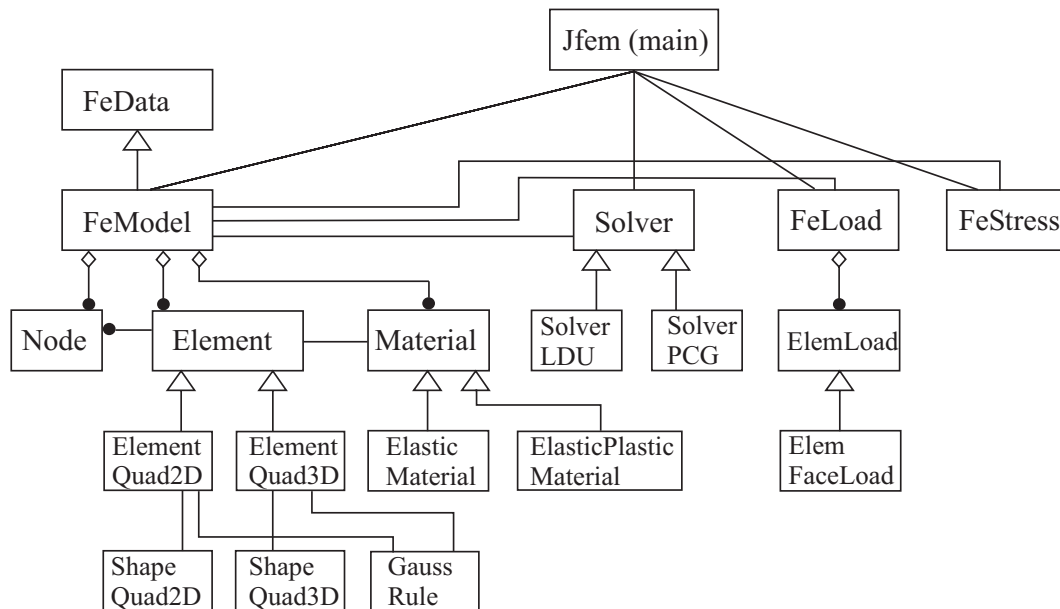 Jfem (main)
FeData
FeModel
Solver
FeLoad
FeStress
Node
Element
Material
Solver
LDU
Solver
PCG
ElemLoad
Element
Quad2D
Element
Quad3D
Elastic
Material
ElasticPlastic
Material
Elem
FaceLoad
Shape
Quad2D
Shape
Quad3D
Gauss
Rule